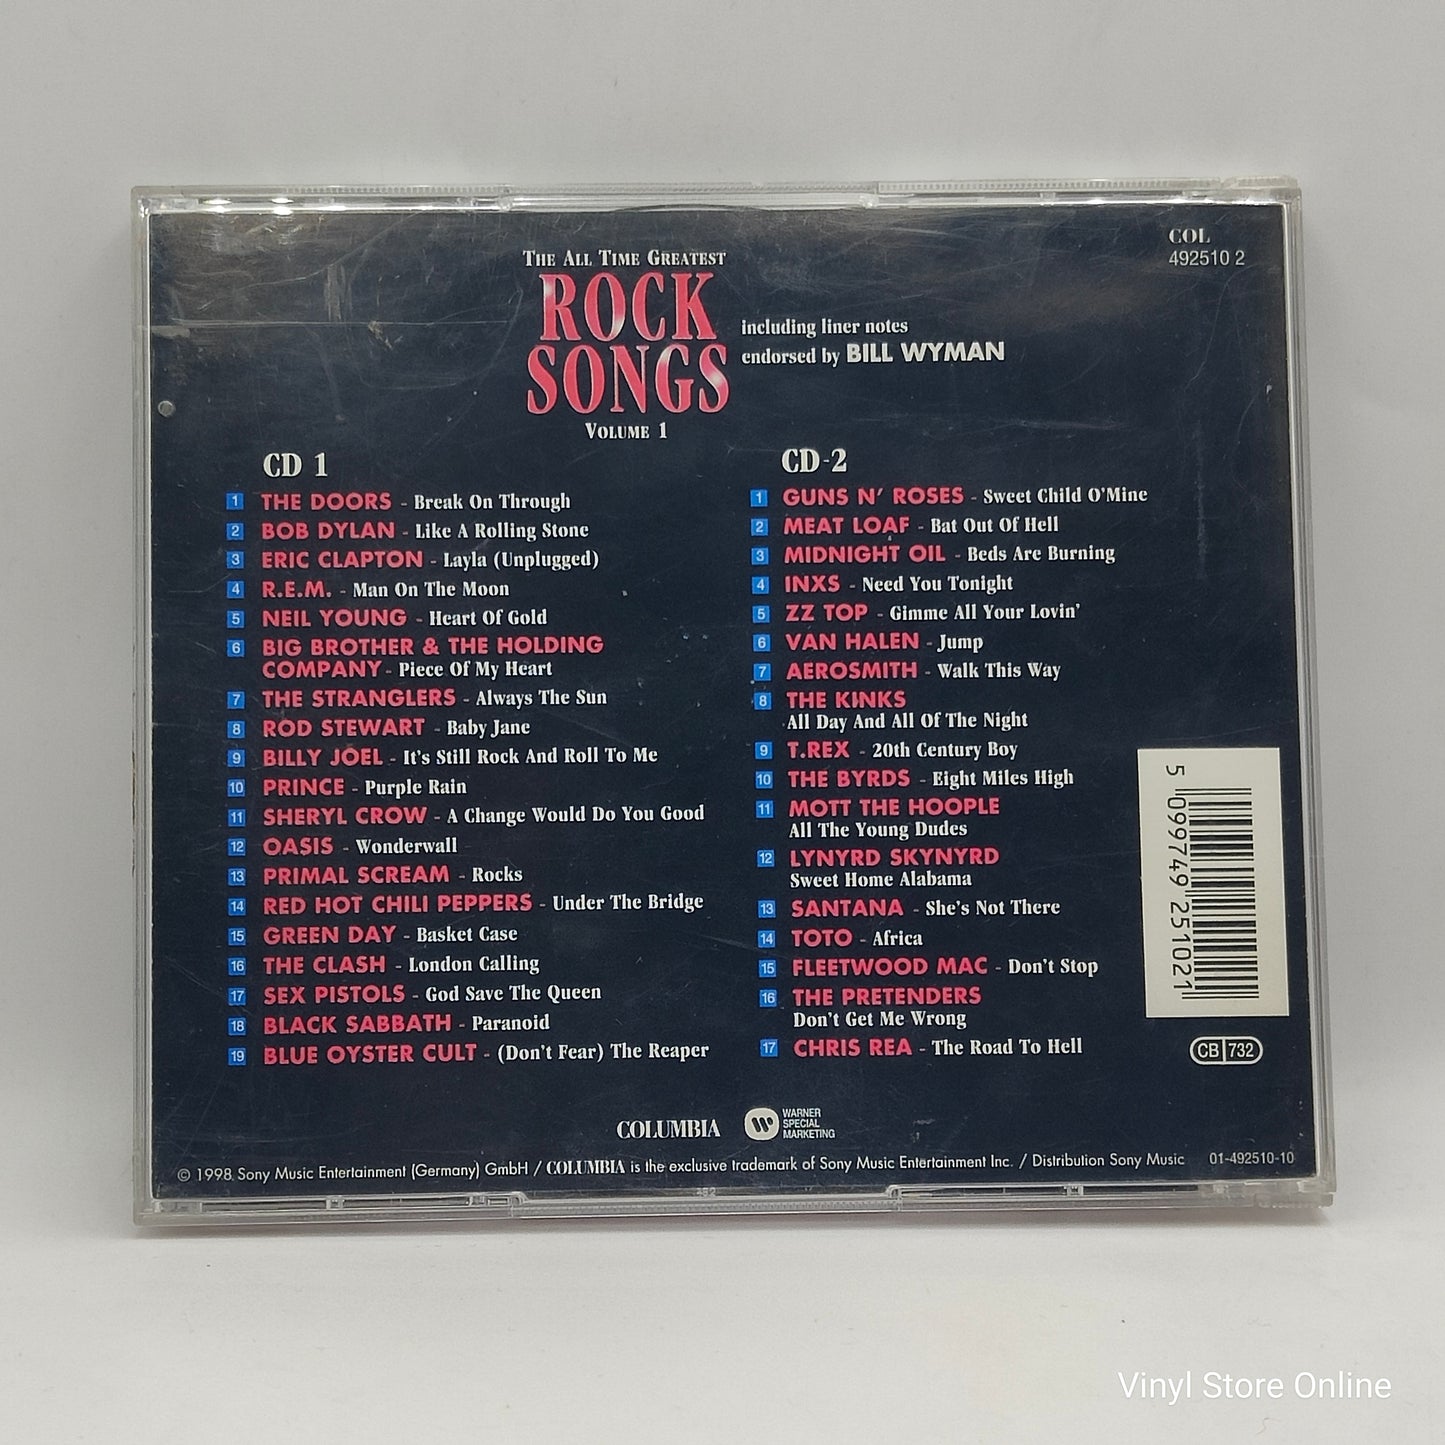 COL
492510 2
THE ALL TIME GREATEST
ROCK
SONGS
VOLUME 1
including liner notes
endorsed by BILL WYMAN
CD 1
1 THE DOORS - Break On Through
2 BOB DYLAN - Like A Rolling Stone
3 ERIC CLAPTON - Layla (Unplugged)
4 R.E.M. - Man On The Moon
5 NEIL YOUNG - Heart Of Gold
6 BIG BROTHER & THE HOLDING
COMPANY - Piece Of My Heart
7 THE STRANGLERS - Always The Sun
8 ROD STEWART - Baby Jane
9 BILLY JOEL - It's Still Rock And Roll To Me
10 PRINCE - Purple Rain
11 SHERYL CROW - A Change Would Do You Good
12 OASIS - Wonderwall
13 PRIMAL SCREAM - Rocks
14 RED HOT CHILI PEPPERS - Under The Bridge
15 GREEN DAY - Basket Case
16 THE CLASH - London Calling
17 SEX PISTOLS - God Save The Queen
18 BLACK SABBATH - Paranoid
19 BLUE OYSTER CULT - (Don't Fear) The Reaper
CD-2
1 GUNS N' ROSES - Sweet Child O'Mine
2 MEAT LOAF - Bat Out Of Hell
3 MIDNIGHT OIL - Beds Are Burning
4 INXS - Need You Tonight
5 ZZ TOP - Gimme All Your Lovin'
6 VAN HALEN - Jump
7 AEROSMITH - Walk This Way
8 THE KINKS
All Day And All Of The Night
9 T.REX - 20th Century Boy
10 THE BYRDS - Eight Miles High
11 MOTT THE HOOPLE
All The Young Dudes
12 LYNYRD SKYNYRD
Sweet Home Alabama
13 SANTANA - She's Not There
14 TOTO - Africa
15 FLEETWOOD MAC - Don't Stop
16 THE PRETENDERS
Don't Get Me Wrong
17 CHRIS REA - The Road To Hell
5 099749 251021
CB 732
COLUMBIA
WARNER
SPECIAL
MARKETING
© 1998 Sony Music Entertainment (Germany) GmbH / COLUMBIA is the exclusive trademark of Sony Music Entertainment Inc. / Distribution Sony Music 01-492510-10
Vinyl Store Online